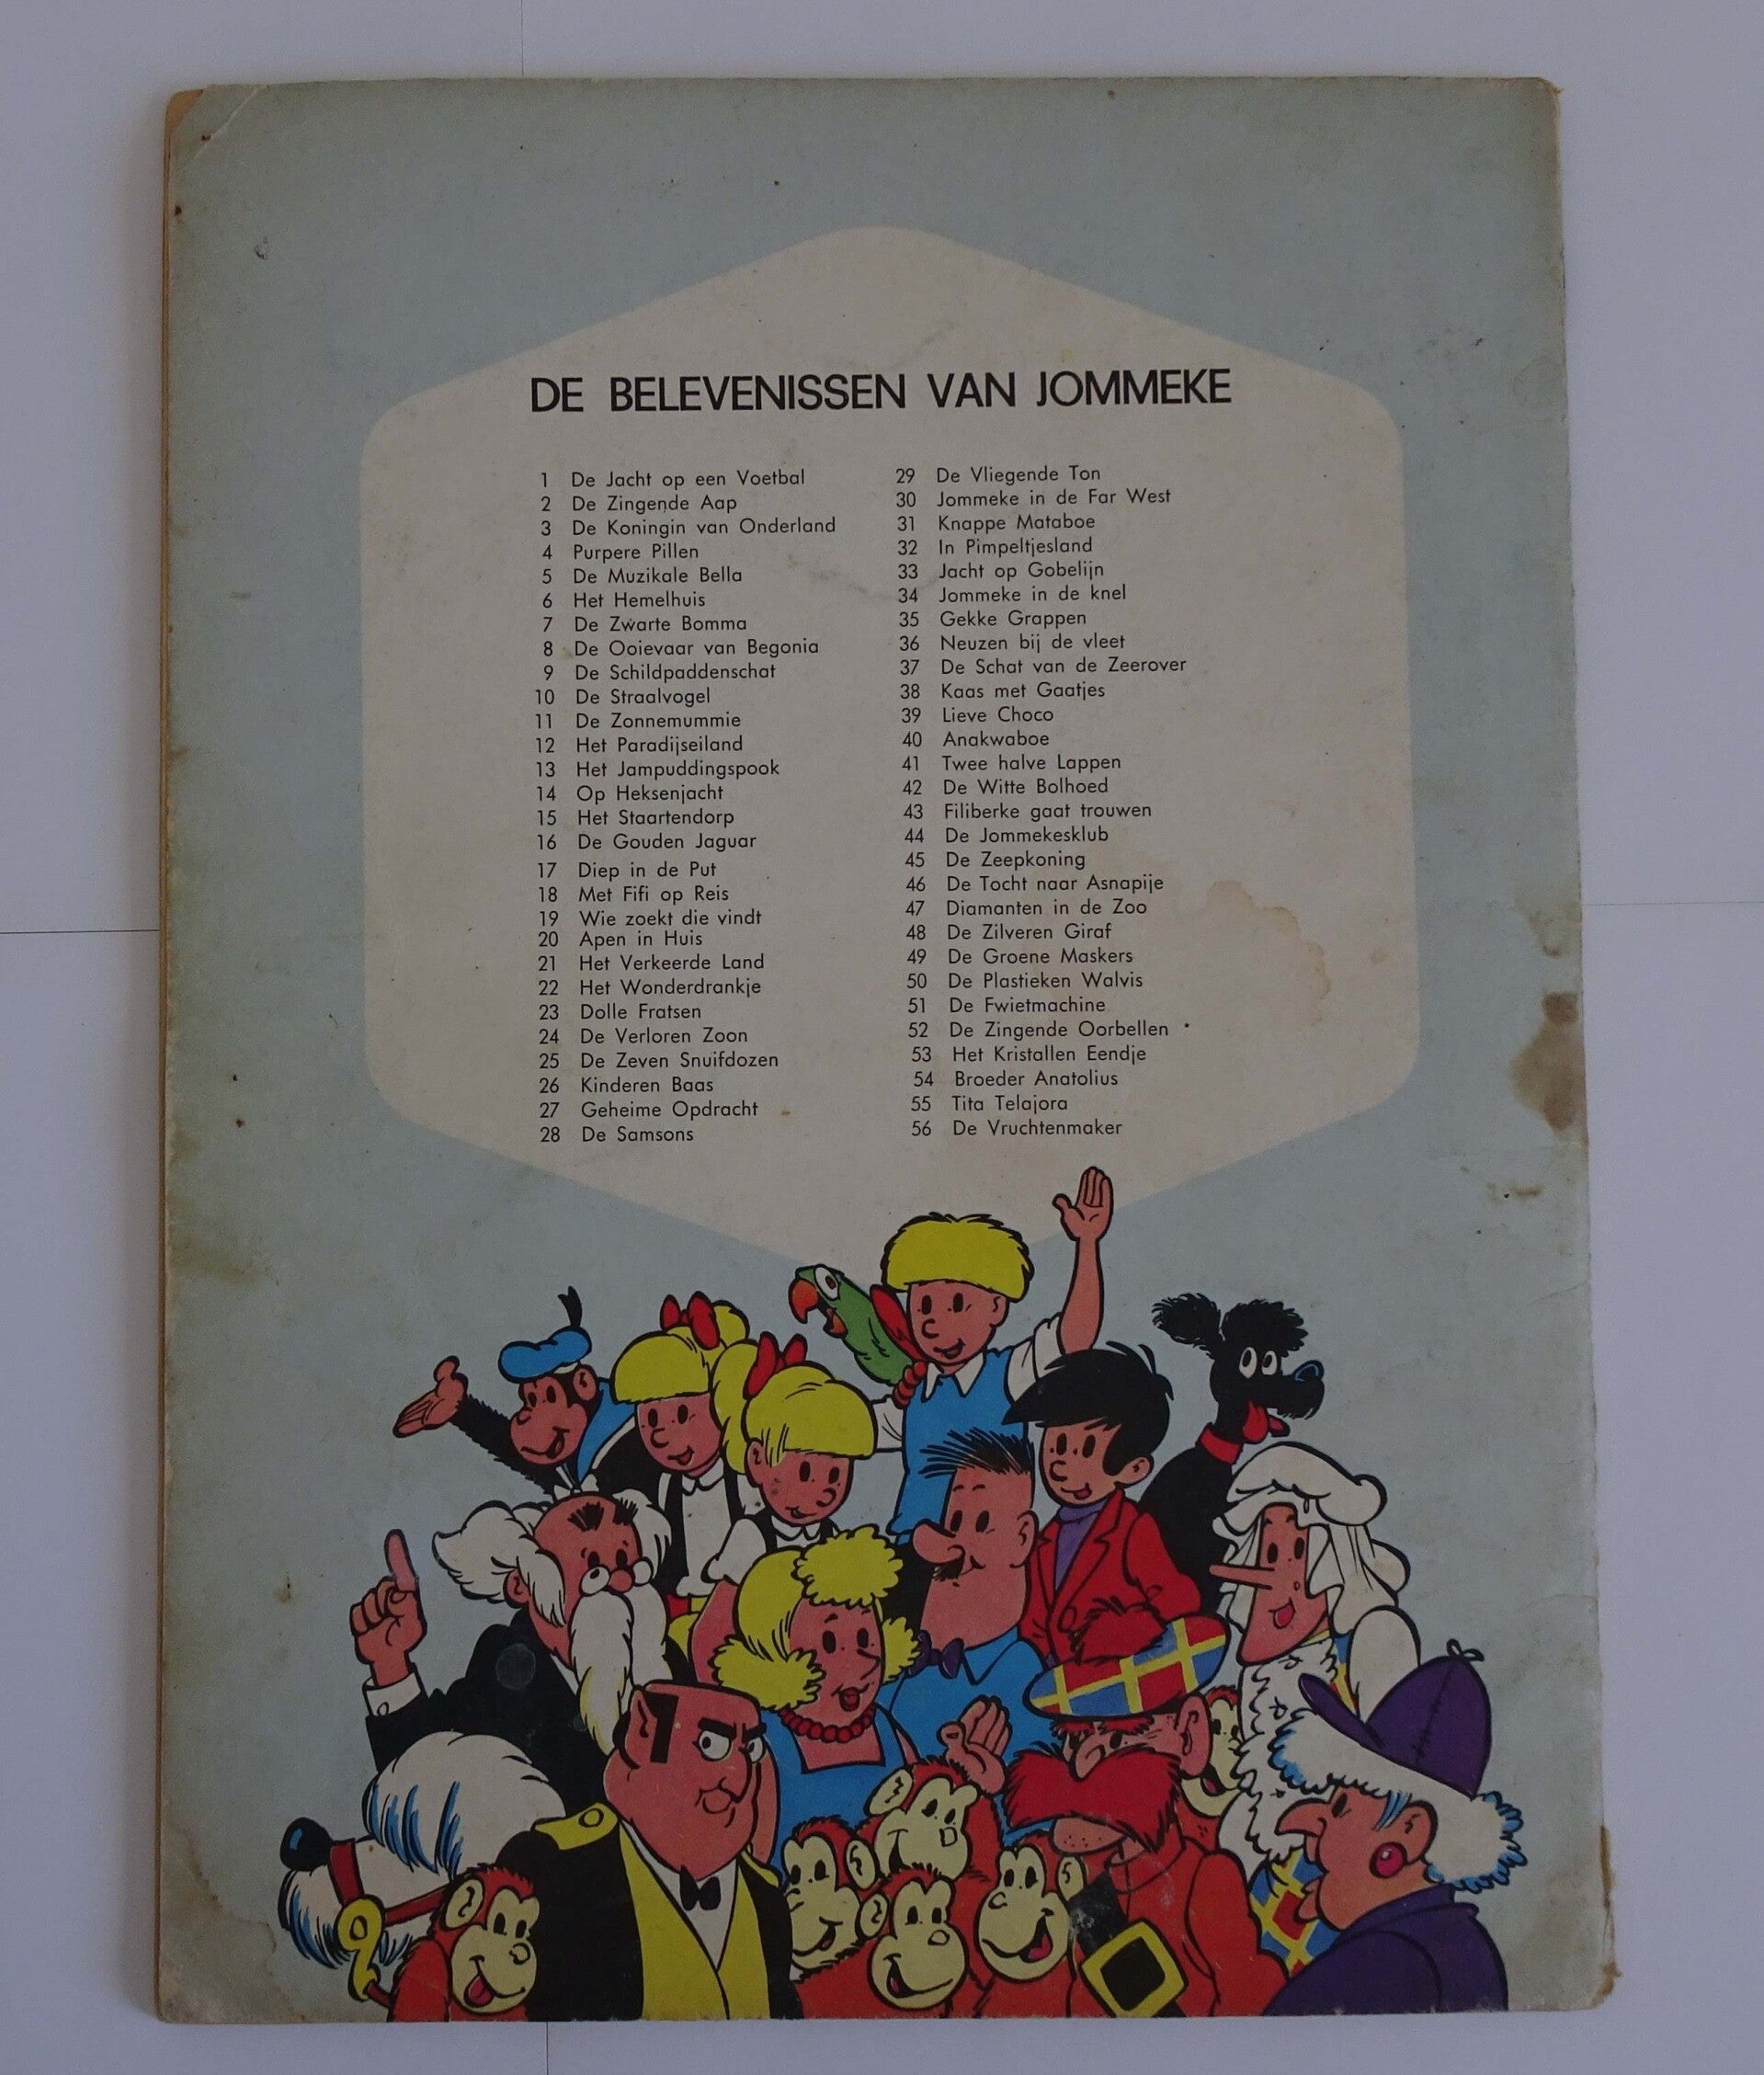 DE BELEVENISSEN VAN JOMMEKE
1 De Jacht op een Voetbal
2 De Zingende Aap
3 De Koningin van Onderland
4 Purpere Pillen
5 De Muzikale Bella
6 Het Hemelhuis
7 De Zwarte Bomma
8 De Ooievaar van Begonia
9 De Schildpaddenschat
10 De Straalvogel
11 De Zonnemummie
12 Het Paradijseiland
13 Het Jampuddingspook
14 Op Heksenjacht
15 Het Staartendorp
16 De Gouden Jaguar
17 Diep in de Put
18 Met Fifi op Reis
19 Wie zoekt die vindt
20 Apen in Huis
21 Het Verkeerde Land
22 Het Wonderdrankje
23 Dolle Fratsen
24 De Verloren Zoon
25 De Zeven Snuifdozen
26 Kinderen Baas
27 Geheime Opdracht
28 De Samsons
29 De Vliegende Ton
30 Jommeke in de Far West
31 Knappe Mataboe
32 In Pimpeltjesland
33 Jacht op Gobelijn
34 Jommeke in de knel
35 Gekke Grappen
36 Neuzen bij de vleet
37 De Schat van de Zeerover
38 Kaas met Gaatjes
39 Lieve Choco
40 Anakwaboe
41 Twee halve Lappen
42 De Witte Bolhoed
43 Filiberke gaat trouwen
44 De Jommekesklub
45 De Zeepkoning
46 De Tocht naar Asnapije
47 Diamanten in de Zoo
48 De Zilveren Giraf
49 De Groene Maskers
50 De Plastieken Walvis
51 De Fwietmachine
52 De Zingende Oorbellen
53 Het Kristallen Eendje
54 Broeder Anatolius
55 Tita Telajora
56 De Vruchtenmaker